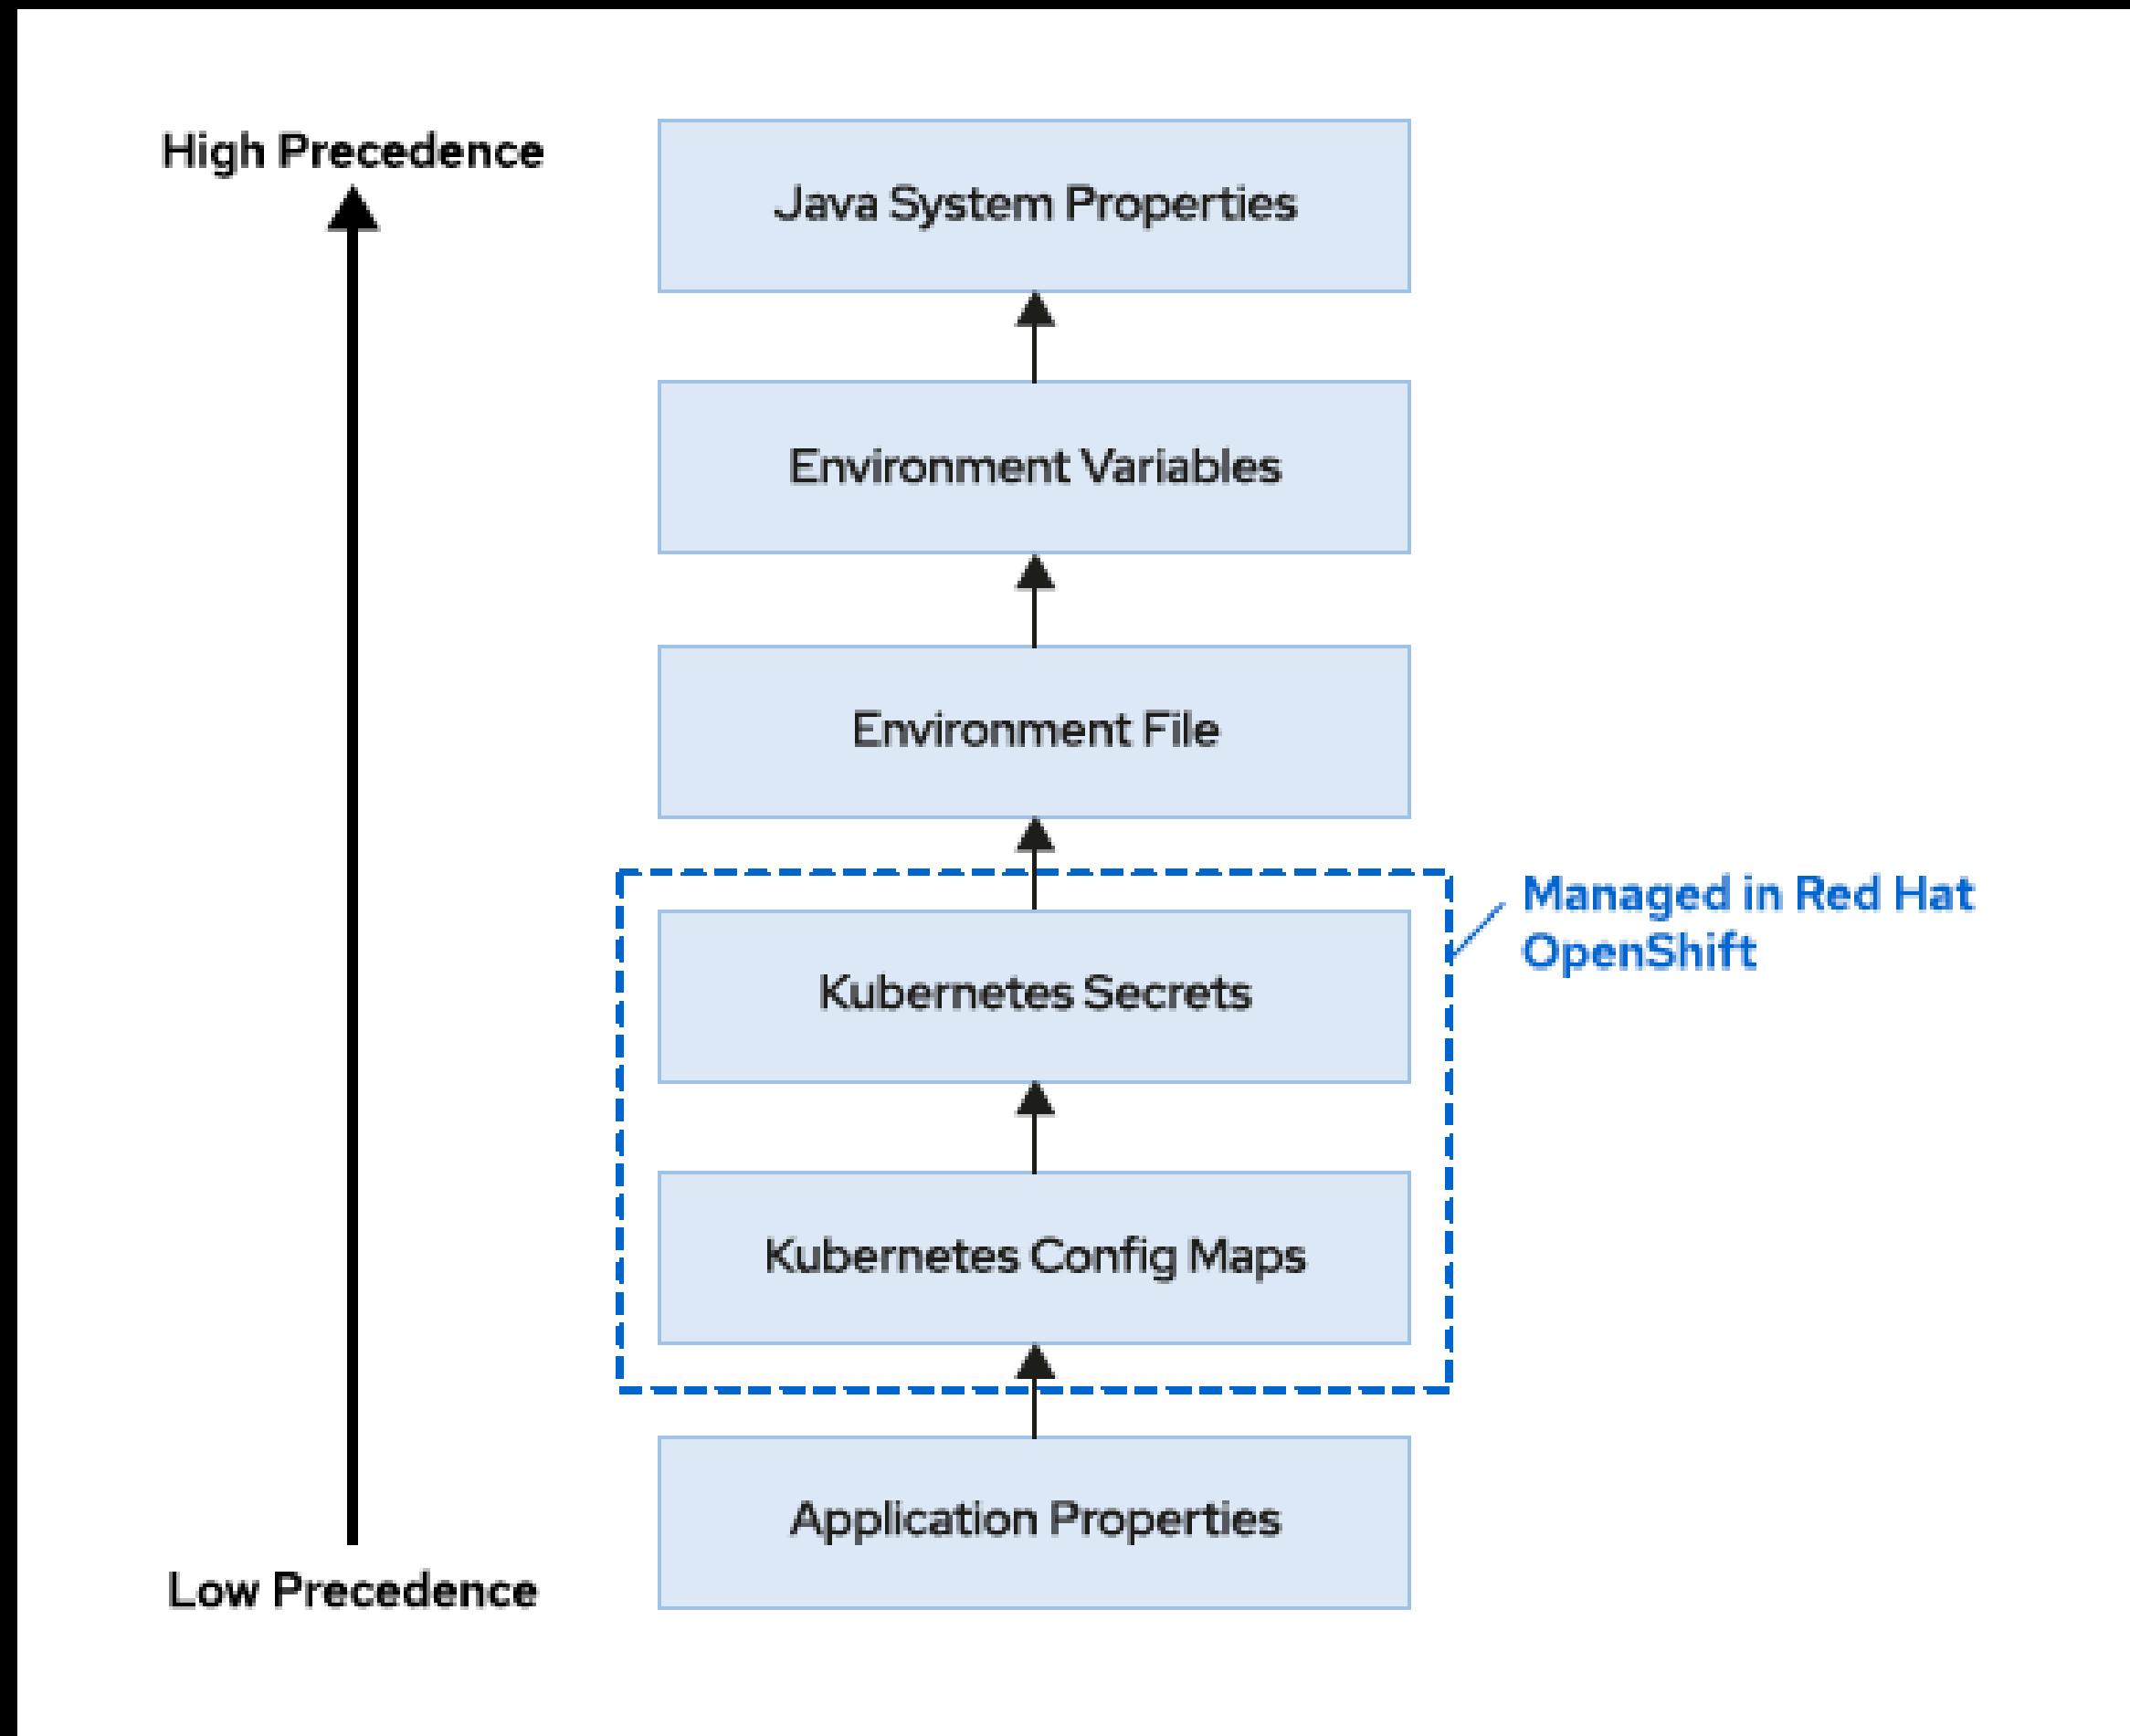 High Precedence
Java System Properties
Environment Variables
Environment File
Managed in Red Hat
OpenShift
Kubernetes Secrets
Kubernetes Config Maps
Application Properties
Low Precedence